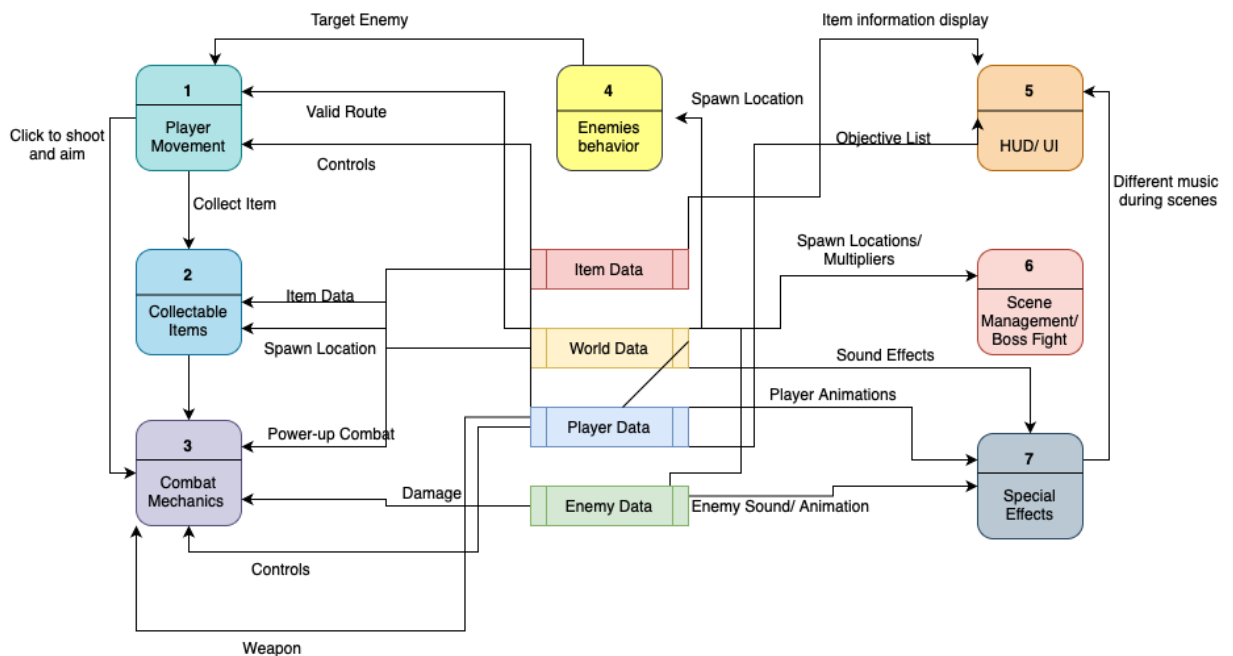 Target Enemy
Item information display
1
Player
Movement
4
Enemies
behavior
5
HUD/ UI
Spawn Location
Valid Route
Click to shoot
and aim
Objective List
Controls
Different music
during scenes
Collect Item
2
Collectable
Items
Item Data
Item Data
Spawn Locations/
Multipliers
6
Scene
Management/
Boss Fight
Spawn Location
World Data
Sound Effects
Player Animations
3
Combat
Mechanics
Power-up Combat
Player Data
7
Special
Effects
Damage
Enemy Data
Enemy Sound/ Animation
Controls
Weapon